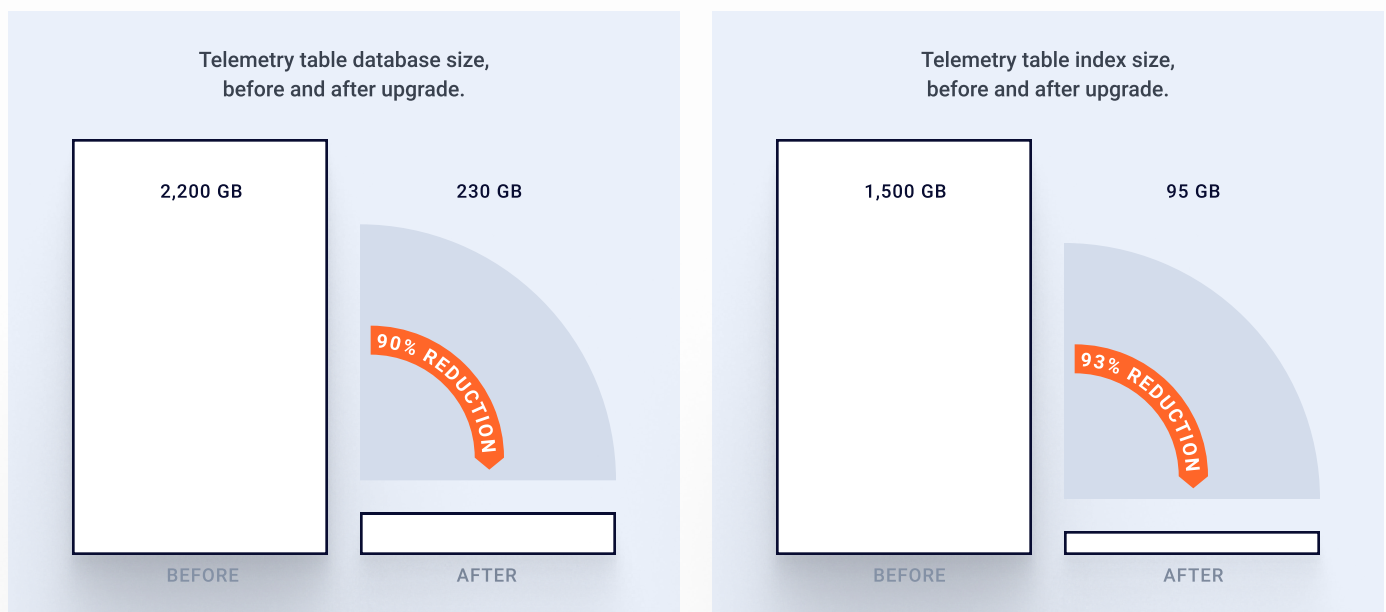 Telemetry table database size,
before and after upgrade.
2,200 GB
230 GB
90% REDUCTION
BEFORE
AFTER
Telemetry table index size,
before and after upgrade.
1,500 GB
95 GB
93% REDUCTION
BEFORE
AFTER